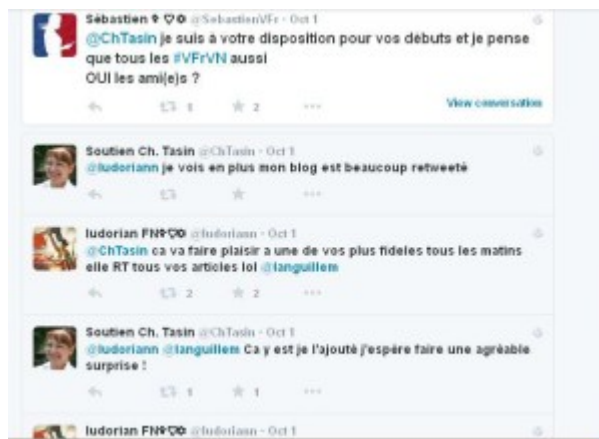 Sébastien ♀ ♡✪ @SebastienVFr · Oct 1
@ChTasin je suis à votre disposition pour vos débuts et je pense
que tous les #VFrVN aussi
OUI les ami(e)s ?
1 2 View conversation
Soutien Ch. Tasin @ChTasin · Oct 1
@ludoriann je vois en plus mon blog est beaucoup retweeté
ludorian FN♀♡✪ @ludoriann · Oct 1
@ChTasin ca va faire plaisir a une de vos plus fideles tous les matins
elle RT tous vos articles lol @languillem
2 2
Soutien Ch. Tasin @ChTasin · Oct 1
@ludoriann @languillem Ca y est je l'ajouté j'espère faire une agréable
surprise !
1 1
ludorian FN♀♡✪ @ludoriann · Oct 1